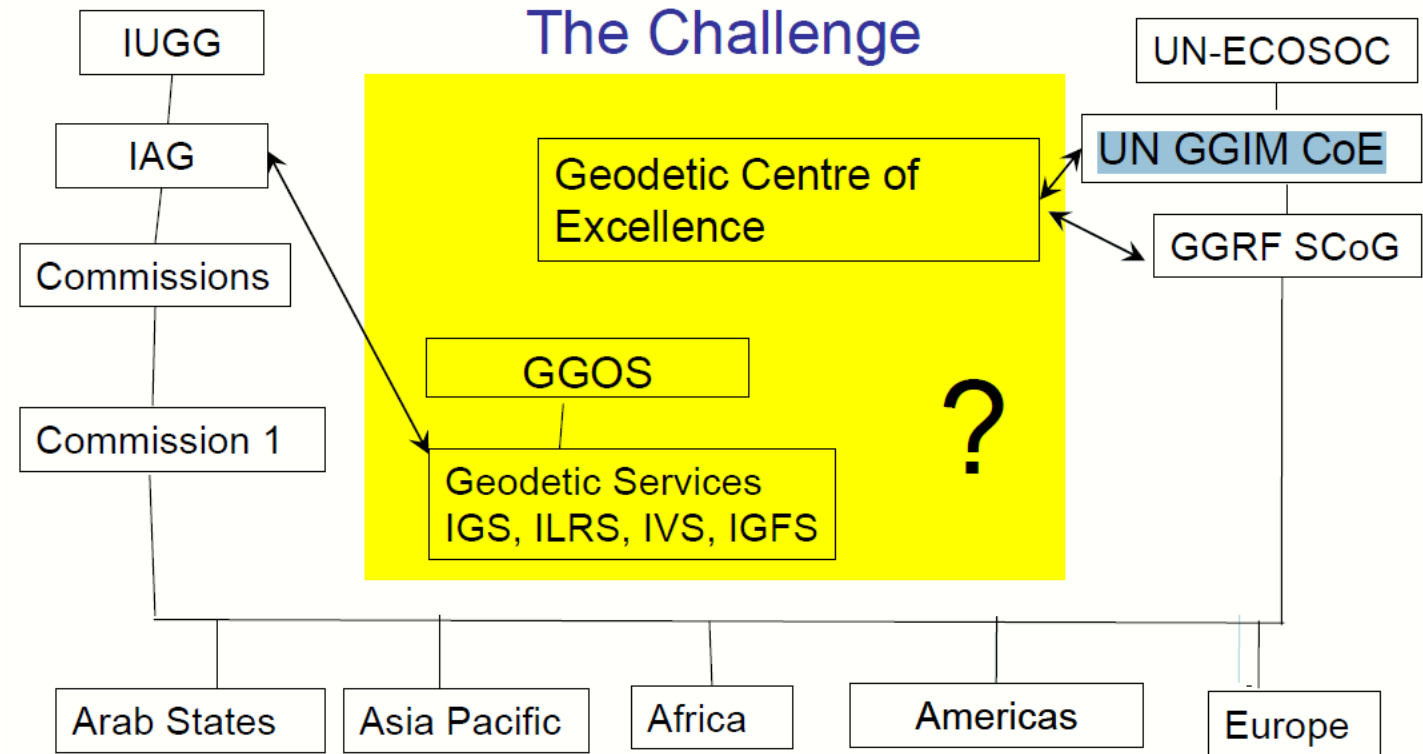 The Challenge
IUGG
IAG
Commissions
Commission 1
Geodetic Centre of
Excellence
GGOS
Geodetic Services
IGS, ILRS, IVS, IGFS
?
UN-ECOSOC
UN GGIM CoE
GGRF SCoG
Arab States
Asia Pacific
Africa
Americas
Europe